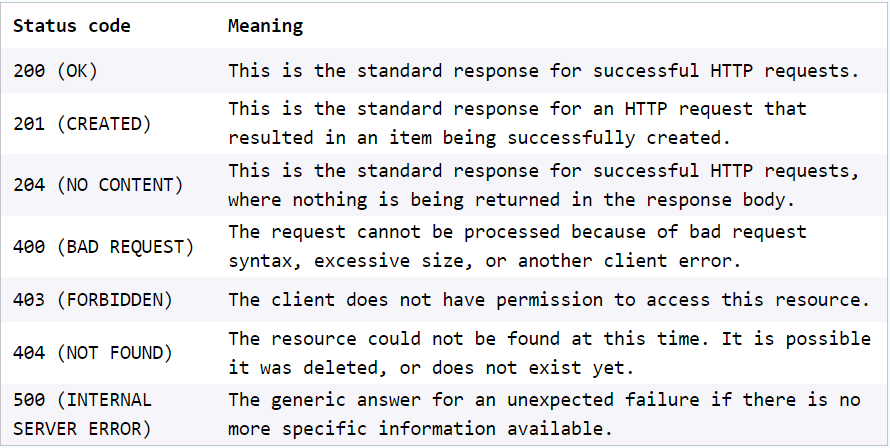 Status code Meaning
200 (OK) This is the standard response for successful HTTP requests.
201 (CREATED) This is the standard response for an HTTP request that
resulted in an item being successfully created.
204 (NO CONTENT) This is the standard response for successful HTTP requests,
where nothing is being returned in the response body.
400 (BAD REQUEST) The request cannot be processed because of bad request
syntax, excessive size, or another client error.
403 (FORBIDDEN) The client does not have permission to access this resource.
404 (NOT FOUND) The resource could not be found at this time. It is possible
it was deleted, or does not exist yet.
500 (INTERNAL The generic answer for an unexpected failure if there is no
SERVER ERROR) more specific information available.